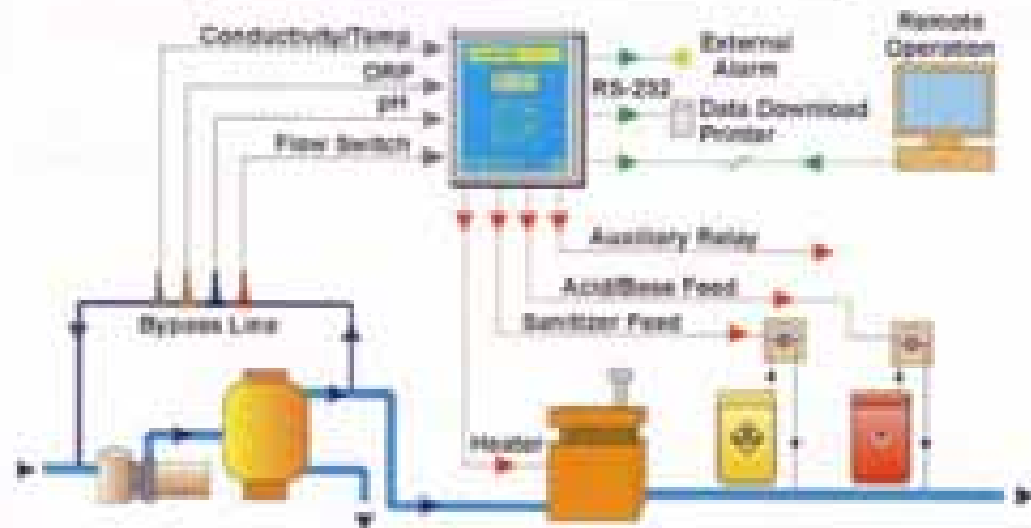 Conductivity/Temp
ORP
pH
Flow Switch
External
Alarm
RS-232
Data Download
Printer
Remote
Operation
Auxiliary Relay
Acid/Base Feed
Sanitizer Feed
Bypass Line
Heater